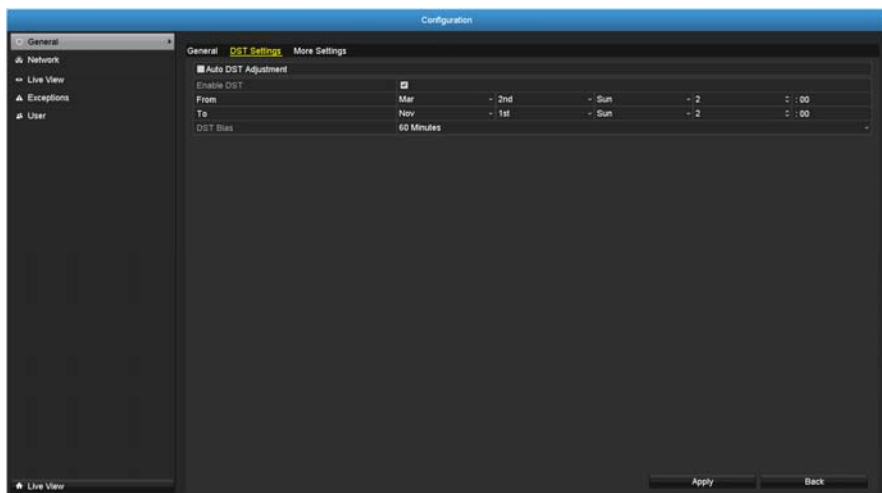 Configuration
General
Network
Live View
Exceptions
User
General DST Settings More Settings
Auto DST Adjustment
Enable DST
From Mar 2nd Sun 2 : 00
To Nov 1st Sun 2 : 00
DST Bias 60 Minutes
Live View
Apply Back